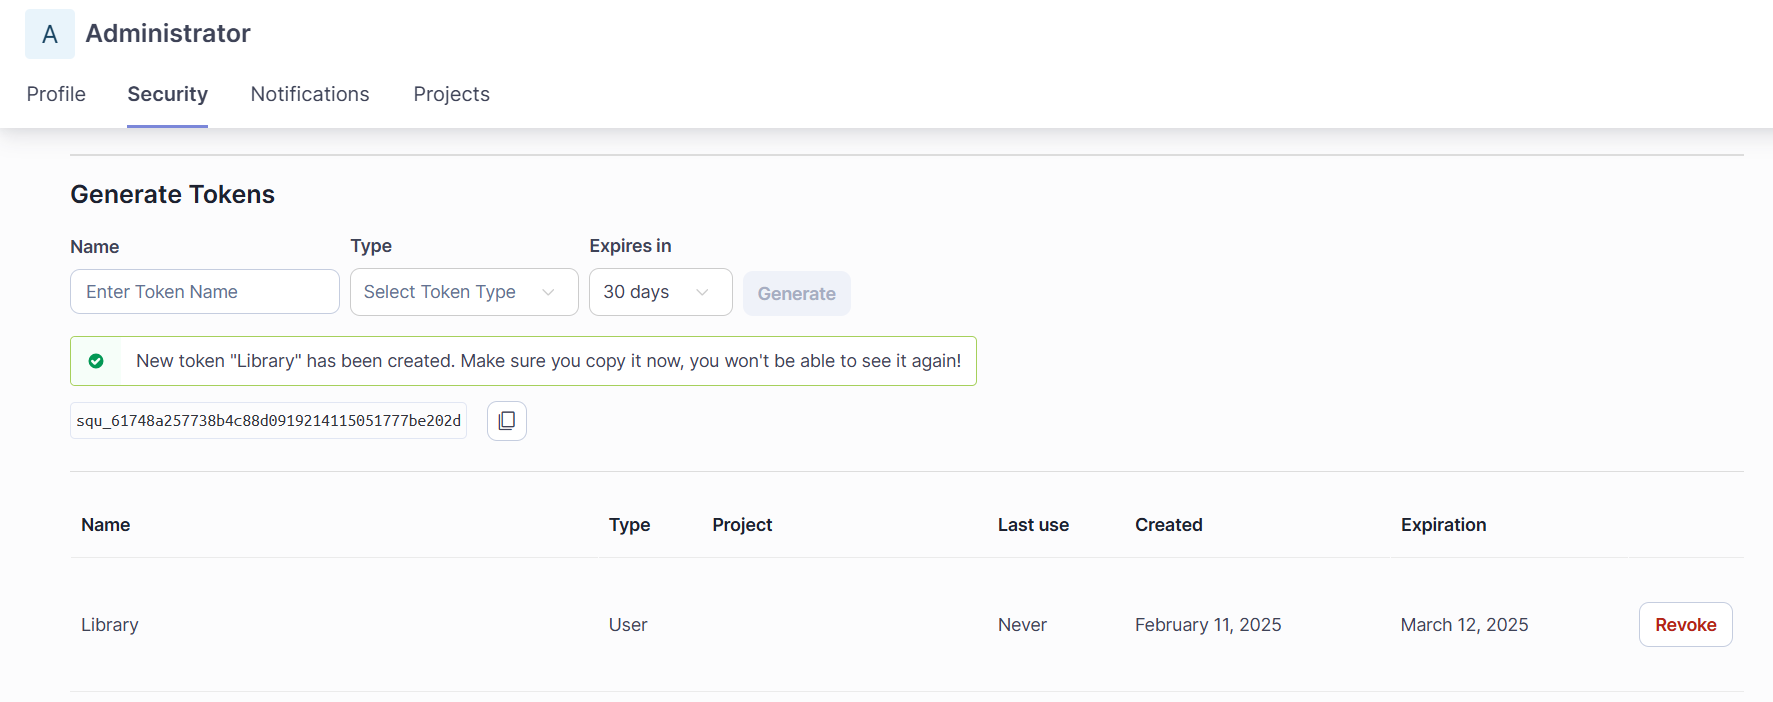 A Administrator
Profile Security Notifications Projects
Generate Tokens
Name Type Expires in
Enter Token Name Select Token Type 30 days Generate
New token "Library" has been created. Make sure you copy it now, you won't be able to see it again!
squ_61748a257738b4c88d0919214115051777be202d
Name Type Project Last use Created Expiration
Library User Never February 11, 2025 March 12, 2025 Revoke